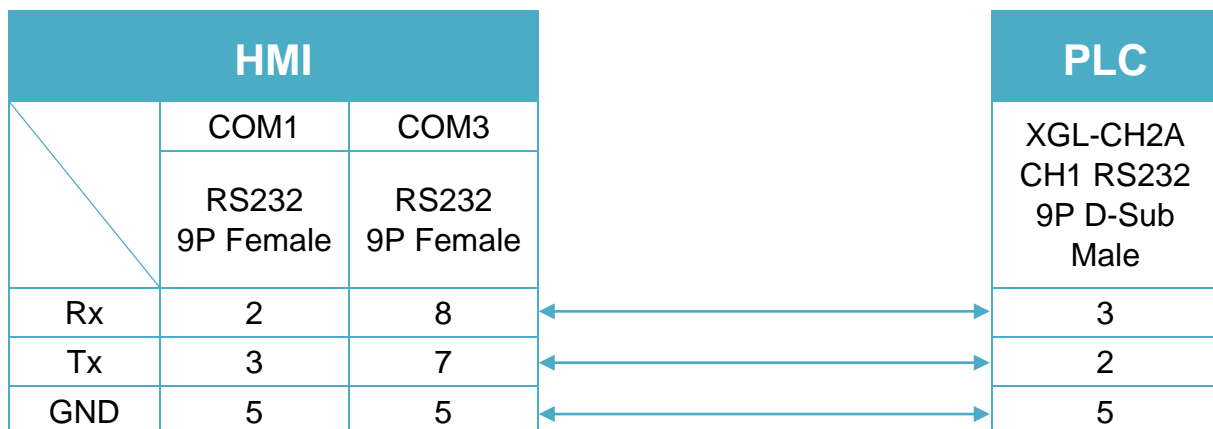 HMI
PLC
COM1
COM3
XGL-CH2A
CH1 RS232
9P D-Sub
Male
RS232
9P Female
RS232
9P Female
Rx 2 8 3
Tx 3 7 2
GND 5 5 5